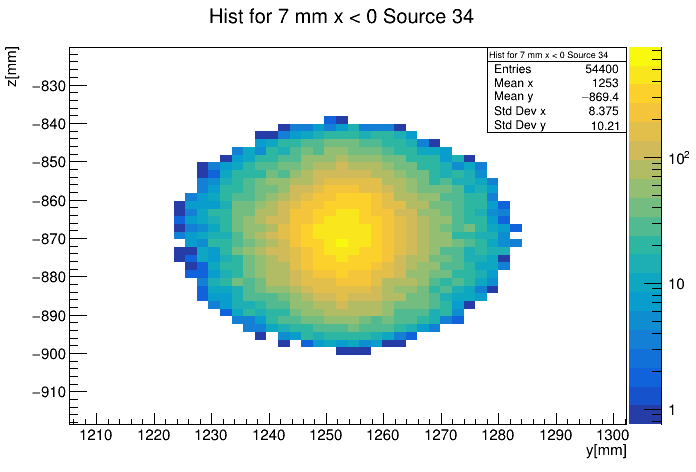 Hist for 7 mm x < 0 Source 34
z[mm]
Hist for 7 mm x < 0 Source 34
Entries 54400
Mean x 1253
Mean y −869.4
Std Dev x 8.375
Std Dev y 10.21
−830
−840
−850
−860
−870
−880
−890
−900
−910
10²
10
1
1210 1220 1230 1240 1250 1260 1270 1280 1290 1300
y[mm]